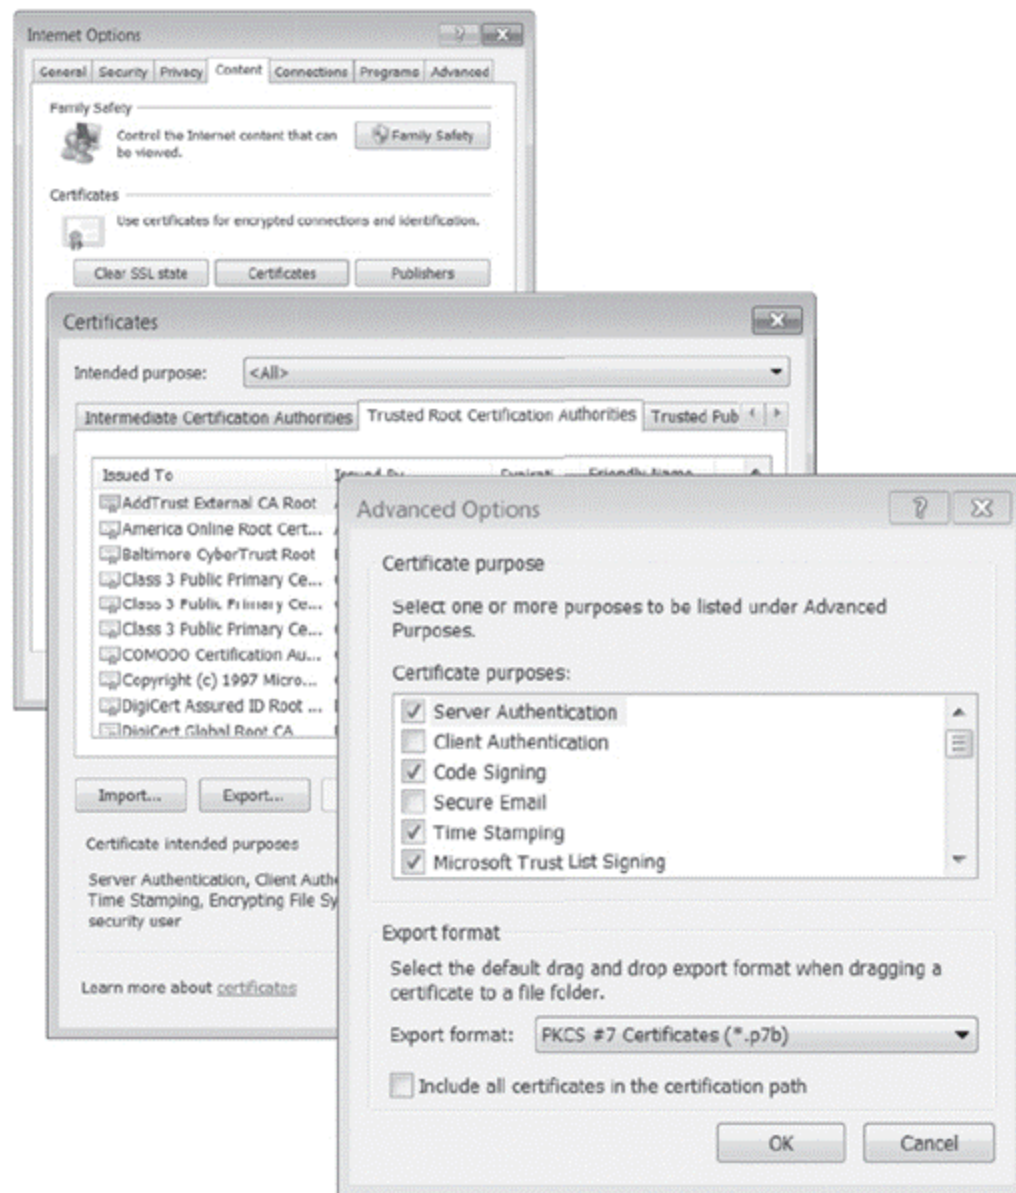 Internet Options
General Security Privacy Content Connections Programs Advanced
Family Safety
Control the Internet content that can
be viewed.
Family Safety
Certificates
Use certificates for encrypted connections and identification.
Clear SSL state Certificates Publishers
Certificates
Intended purpose: <All>
Intermediate Certification Authorities Trusted Root Certification Authorities Trusted Pub
Issued To Issued By Expirati Friendly Name
AddTrust External CA Root
America Online Root Cert...
Baltimore CyberTrust Root
Class 3 Public Primary Ce...
Class 3 Public Primary Ce...
Class 3 Public Primary Ce...
COMODO Certification Au...
Copyright (c) 1997 Micro...
DigiCert Assured ID Root ...
DigiCert Global Root CA
Import... Export...
Certificate intended purposes
Server Authentication, Client Authe
Time Stamping, Encrypting File Sy
security user
Learn more about certificates
Advanced Options
Certificate purpose
Select one or more purposes to be listed under Advanced
Purposes.
Certificate purposes:
Server Authentication
Client Authentication
Code Signing
Secure Email
Time Stamping
Microsoft Trust List Signing
Export format
Select the default drag and drop export format when dragging a
certificate to a file folder.
Export format: PKCS #7 Certificates (*.p7b)
Include all certificates in the certification path
OK Cancel